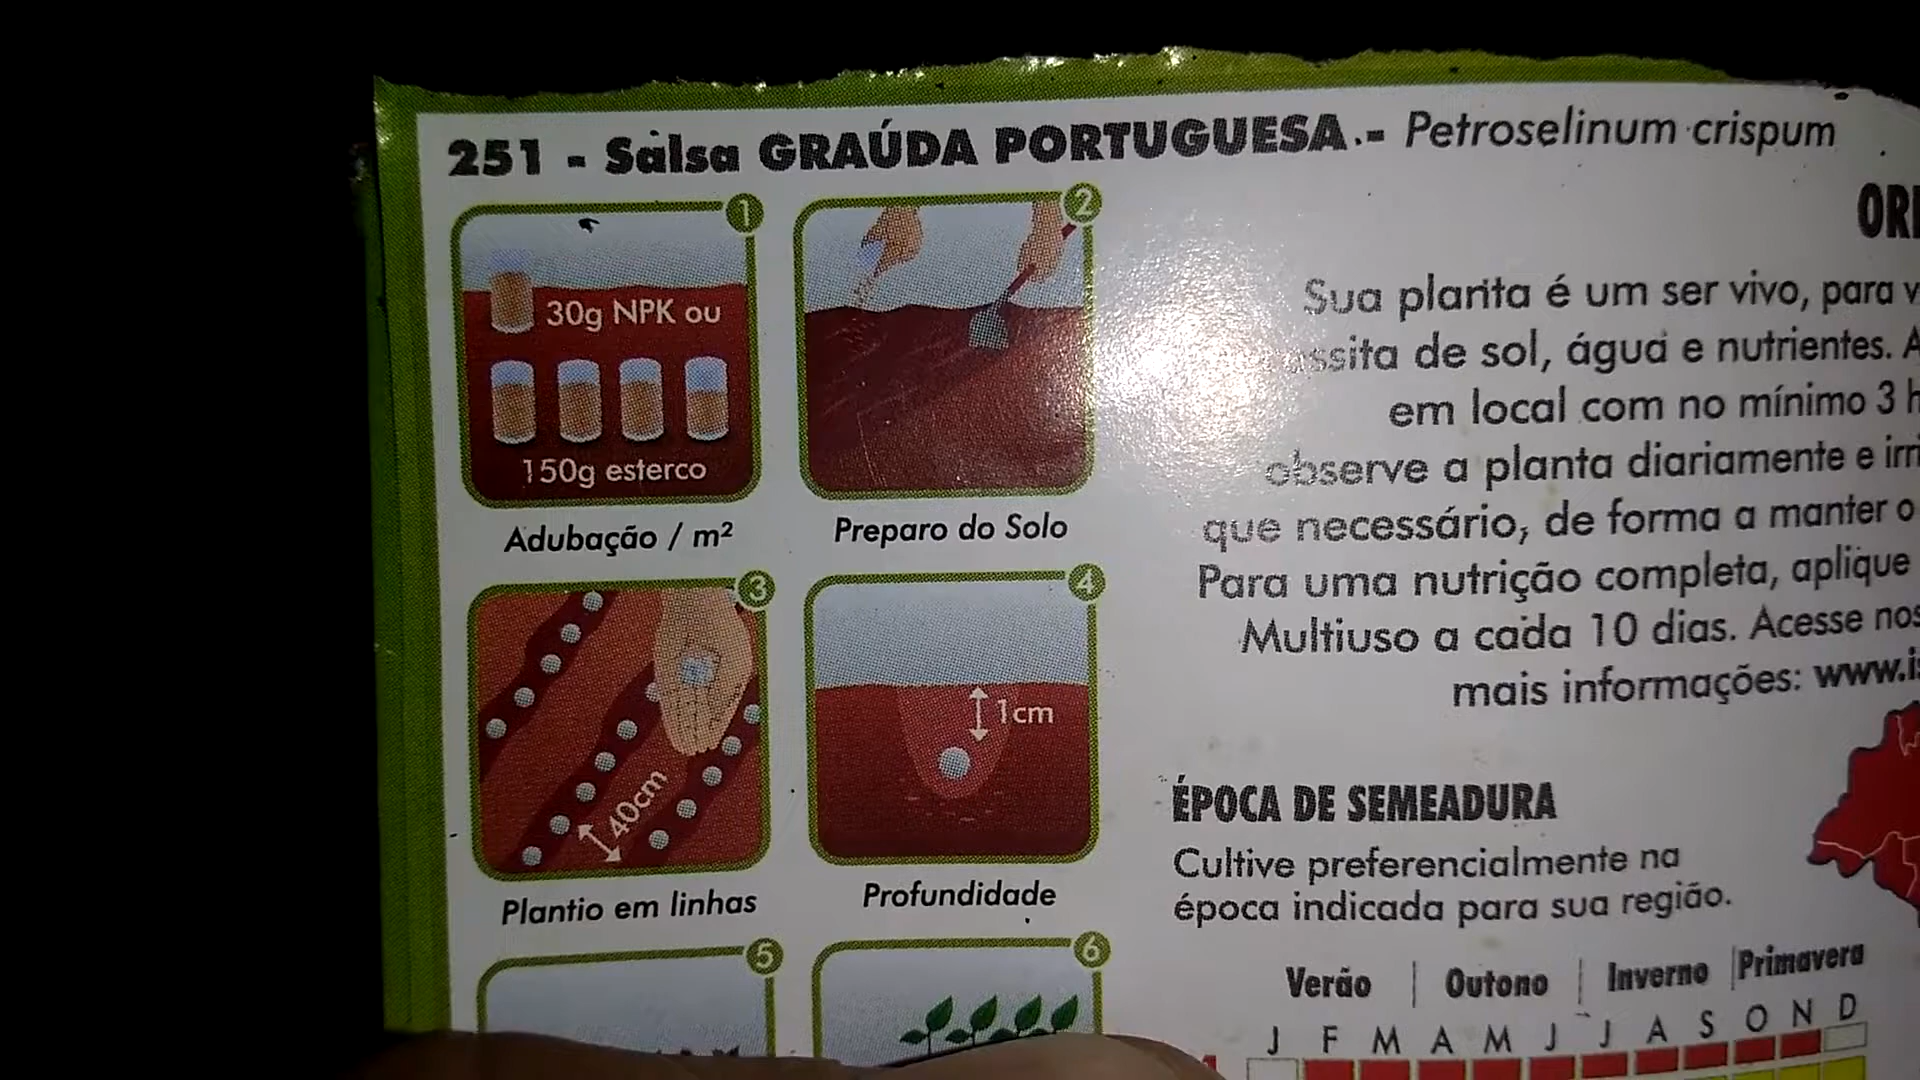 251 - Salsa GRAÚDA PORTUGUESA.- Petroselinum crispum
1
30g NPK ou
150g esterco
Adubação / m²
2
Preparo do Solo
3
40cm
Plantio em linhas
4
1cm
Profundidade
5
6
Sua planta é um ser vivo, para
de sol, água e nutrientes.
em local com no mínimo 3
observe a planta diariamente e
que necessário, de forma a manter o
Para uma nutrição completa, aplique
Multiuso a cada 10 dias. Acesse
mais informações:
ÉPOCA DE SEMEADURA
Cultive preferencialmente na
época indicada para sua região.
Verão | Outono | Inverno | Primavera
J F M A M J J A S O N D